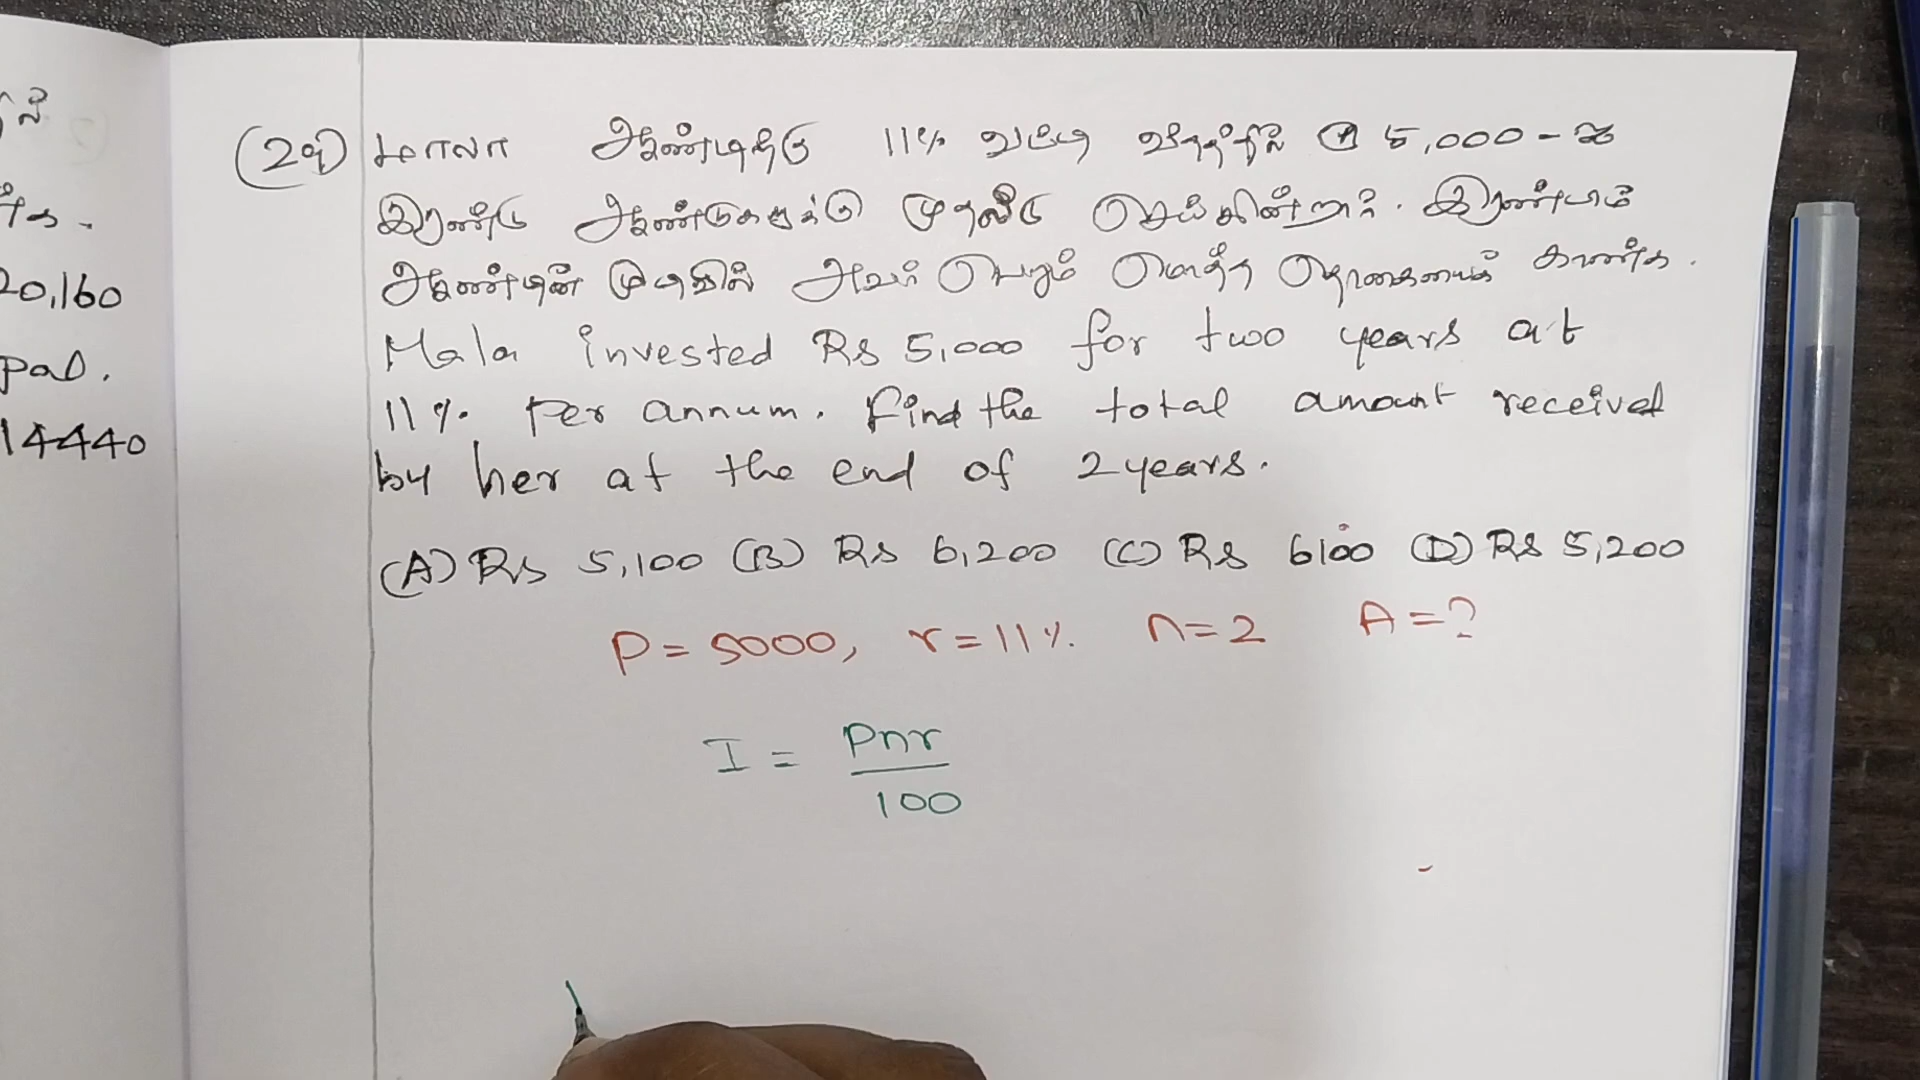 லி
20,160
pal.
14440
(29) மாலா ஆண்டிற்கு 11% வட்டி வீதத்தில் ரூ 5,000-ஐ
இரண்டு ஆண்டுகளுக்கு முதலீடு செய்கின்றார். இரண்டாம்
ஆண்டின் முடிவில் அவர் பெறும் மொத்த தொகையைக் காண்க.
Mala invested Rs 5,000 for two years at
11% per annum. Find the total amount received
by her at the end of 2 years.
(A) Rs 5,100 (B) Rs 6,200 (C) Rs 6100 (D) Rs 5,200
P = 5000, r = 11% n = 2 A = ?
I = Pnr
100